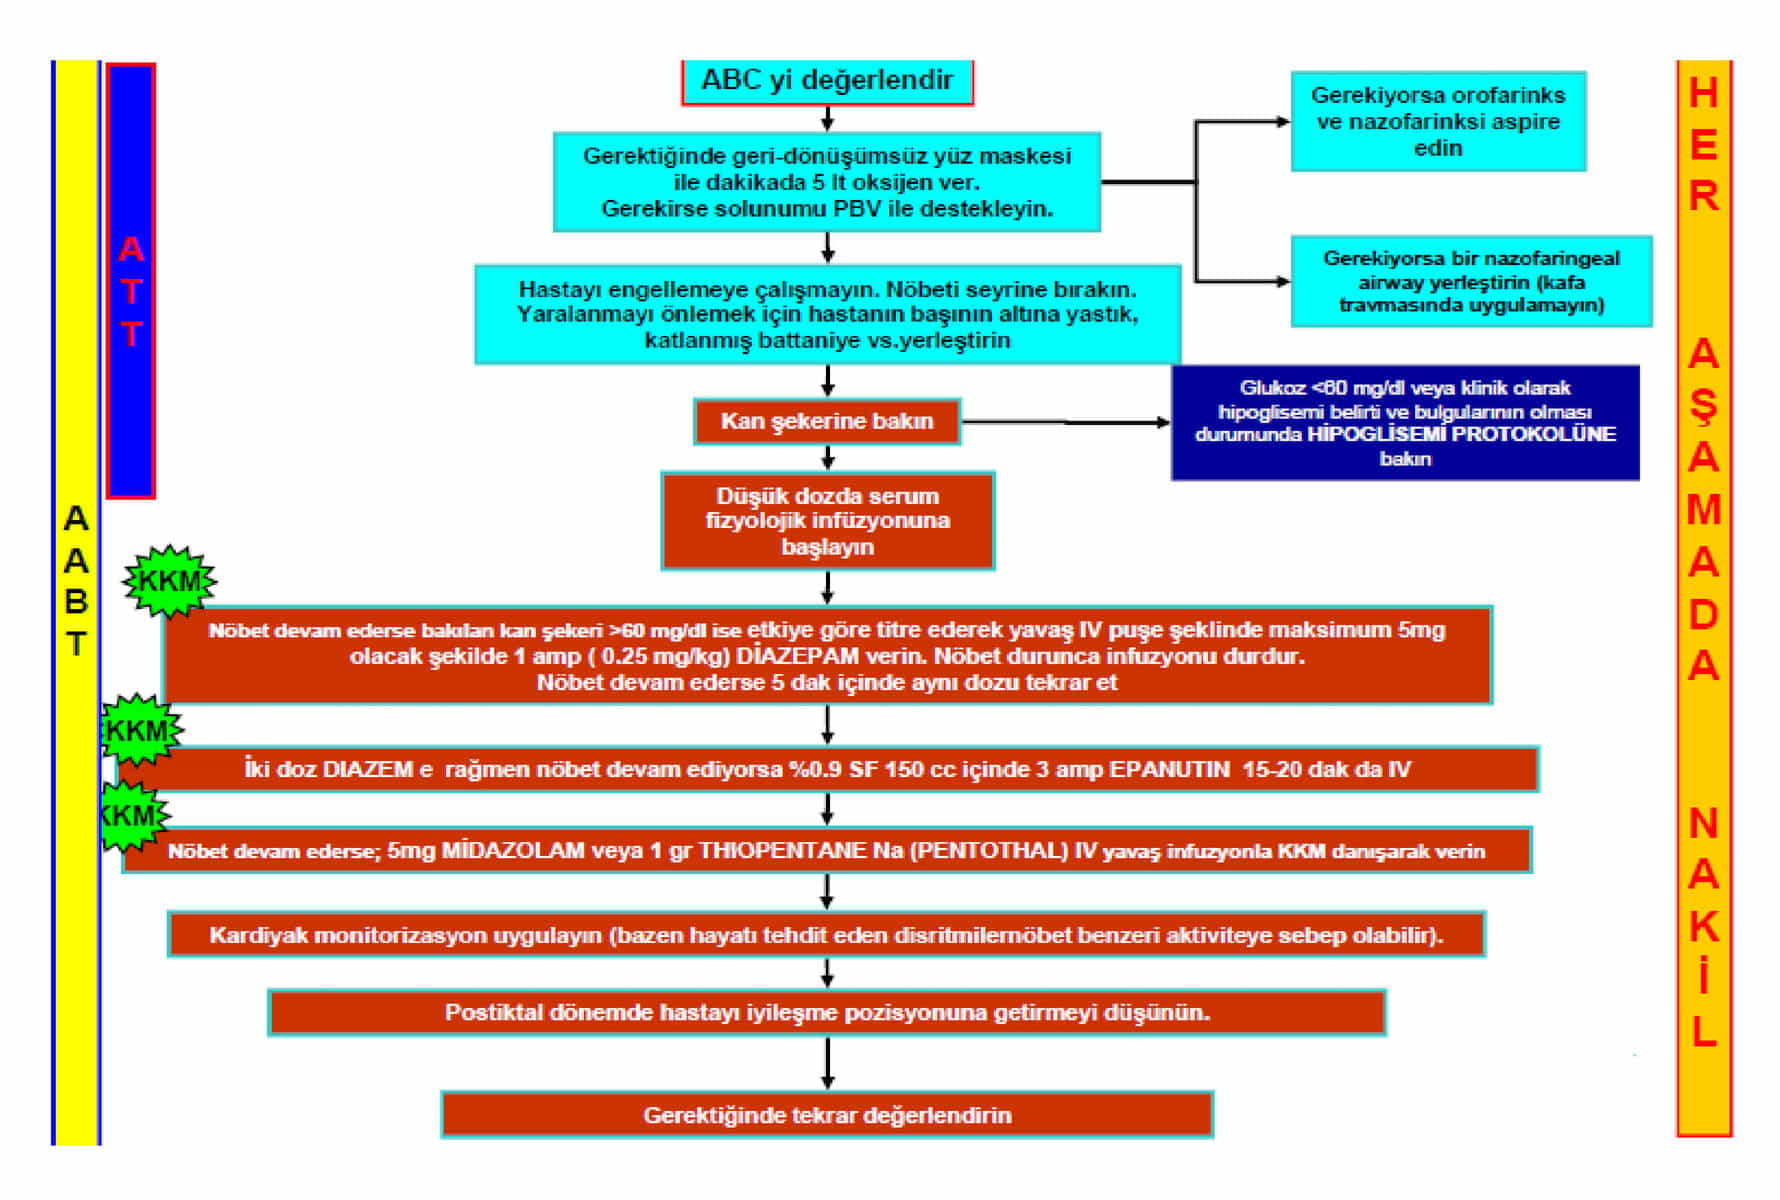 ABC yi değerlendir
Gerektiğinde geri-dönüşümsüz yüz maskesi
ile dakikada 5 lt oksijen ver.
Gerekirse solunumu PBV ile destekleyin.
Gerekiyorsa orofarinks
ve nazofarinksi aspire
edin
Gerekiyorsa bir nazofaringeal
airway yerleştirin (kafa
travmasında uygulamayın)
Hastayı engellemeye çalışmayın. Nöbeti seyrine bırakın.
Yaralanmayı önlemek için hastanın başının altına yastık,
katlanmış battaniye vs.yerleştirin
Kan şekerine bakın
Glukoz <60 mg/dl veya klinik olarak
hipoglisemi belirti ve bulgularının olması
durumunda HİPOGLİSEMİ PROTOKOLÜNE
bakın
Düşük dozda serum
fizyolojik infüzyonuna
başlayın
KKM
Nöbet devam ederse bakılan kan şekeri >60 mg/dl ise etkiye göre titre ederek yavaş IV puşe şeklinde maksimum 5mg
olacak şekilde 1 amp ( 0.25 mg/kg) DİAZEPAM verin. Nöbet durunca infuzyonu durdur.
Nöbet devam ederse 5 dak içinde aynı dozu tekrar et
KKM
İki doz DIAZEM e rağmen nöbet devam ediyorsa %0.9 SF 150 cc içinde 3 amp EPANUTIN 15-20 dak da IV
KKM
Nöbet devam ederse; 5mg MİDAZOLAM veya 1 gr THIOPENTANE Na (PENTOTHAL) IV yavaş infuzyonla KKM danışarak verin
Kardiyak monitorizasyon uygulayın (bazen hayatı tehdit eden disritmilernöbet benzeri aktiviteye sebep olabilir).
Postiktal dönemde hastayı iyileşme pozisyonuna getirmeyi düşünün.
Gerektiğinde tekrar değerlendirin
AABT
ATT
HER AŞAMADA NAKİL